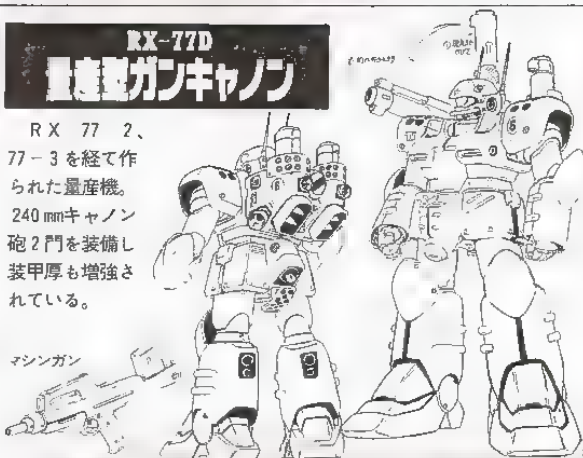 RX-77D
量産型ガンキャノン
RX 77 2、
77-3を経て作
られた量産機。
240mmキャノン
砲2門を装備し
装甲厚も増強さ
れている。
マシンガン